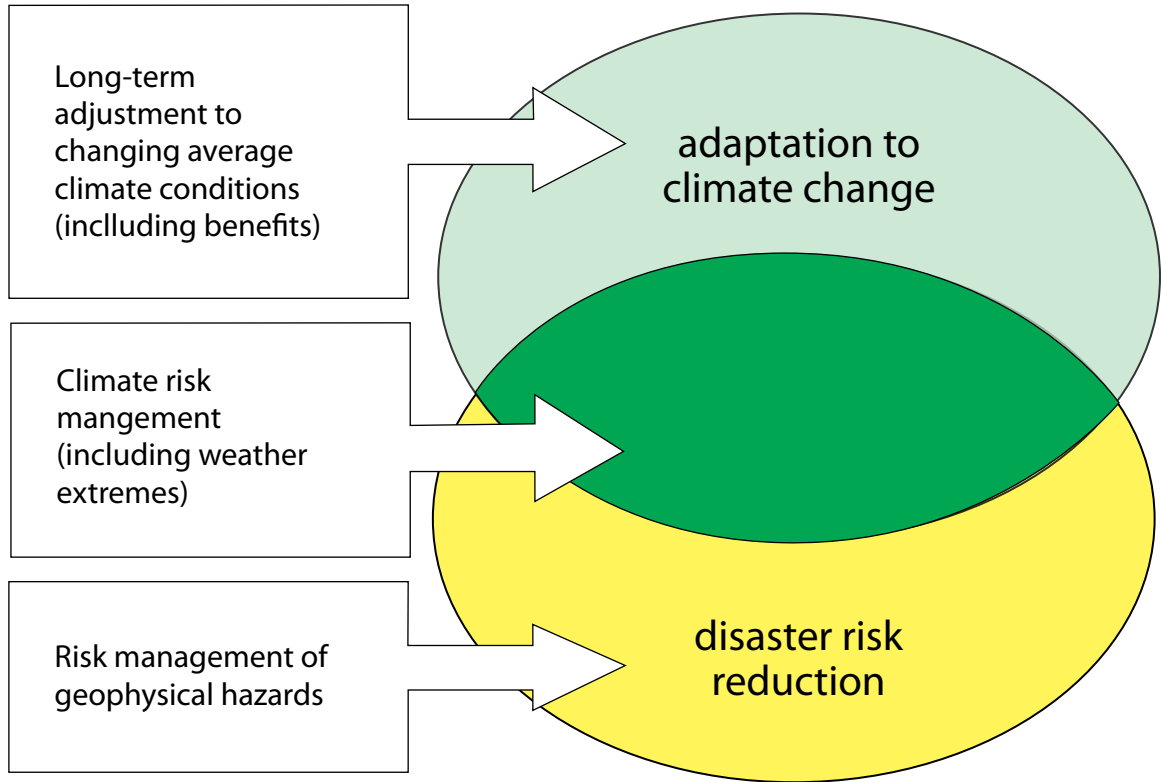 Long-term
adjustment to
changing average
climate conditions
(inclluding benefits)
adaptation to
climate change
Climate risk
mangement
(including weather
extremes)
Risk management of
geophysical hazards
disaster risk
reduction